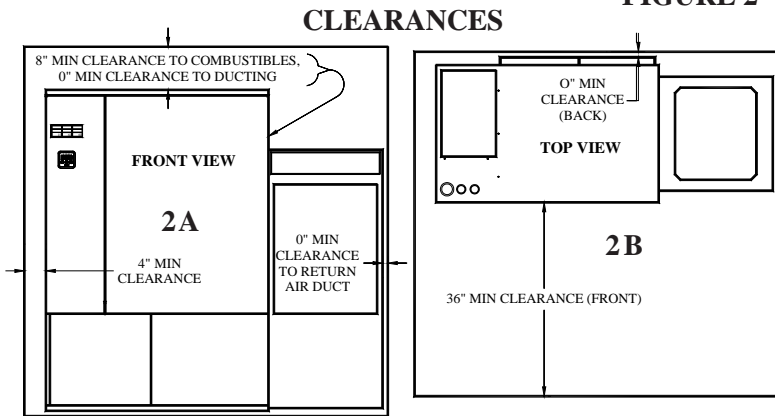 FIGURE 2
CLEARANCES
8" MIN CLEARANCE TO COMBUSTIBLES,
0" MIN CLEARANCE TO DUCTING
FRONT VIEW
2A
4" MIN
CLEARANCE
0" MIN
CLEARANCE
TO RETURN
AIR DUCT
O" MIN
CLEARANCE
(BACK)
TOP VIEW
2B
36" MIN CLEARANCE (FRONT)